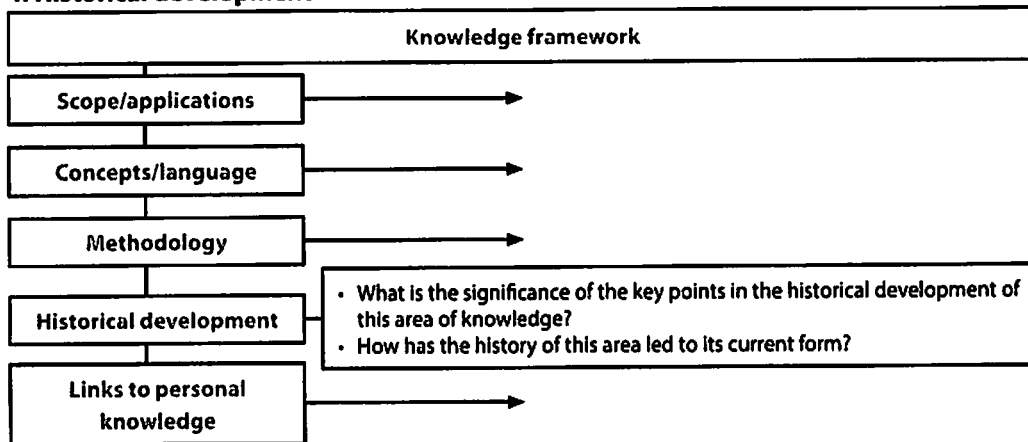 Knowledge framework
Scope/applications
Concepts/language
Methodology
Historical development
• What is the significance of the key points in the historical development of
this area of knowledge?
• How has the history of this area led to its current form?
Links to personal
knowledge